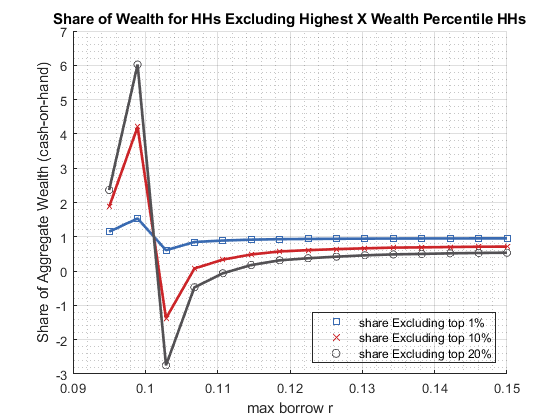 Share of Wealth for HHs Excluding Highest X Wealth Percentile HHs
7
6
5
4
3
2
1
0
-1
-2
-3
Share of Aggregate Wealth (cash-on-hand)
share Excluding top 1%
share Excluding top 10%
share Excluding top 20%
0.09 0.1 0.11 0.12 0.13 0.14 0.15
max borrow r